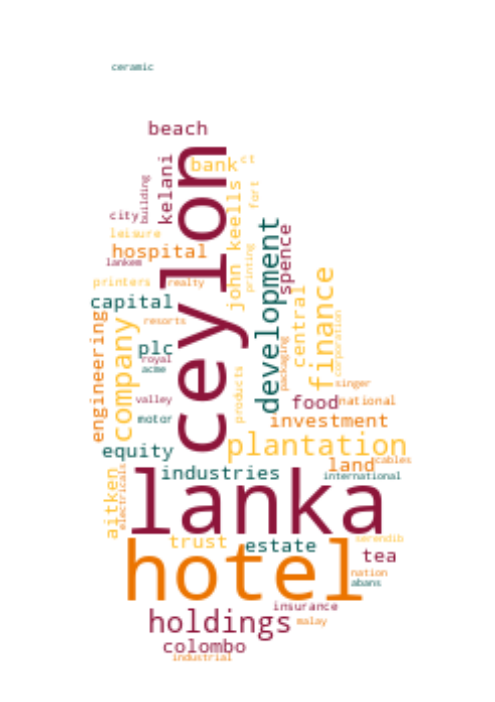 ceramic
beach
ceylon
kelani
bank
ct
building
john keells
fort
city
leisure
hospital
lankem
development
spence
printing
printers
realty
capital
central
finance
corporation
engineering
company
resorts
plc
royal
acme
packaging
products
singer
valley
food
national
motor
investment
equity
plantation
aitken
electricals
industries
land
cables
international
lanka
trust
estate
serendib
tea
hotel
nation
abans
insurance
holdings
malay
colombo
industrial